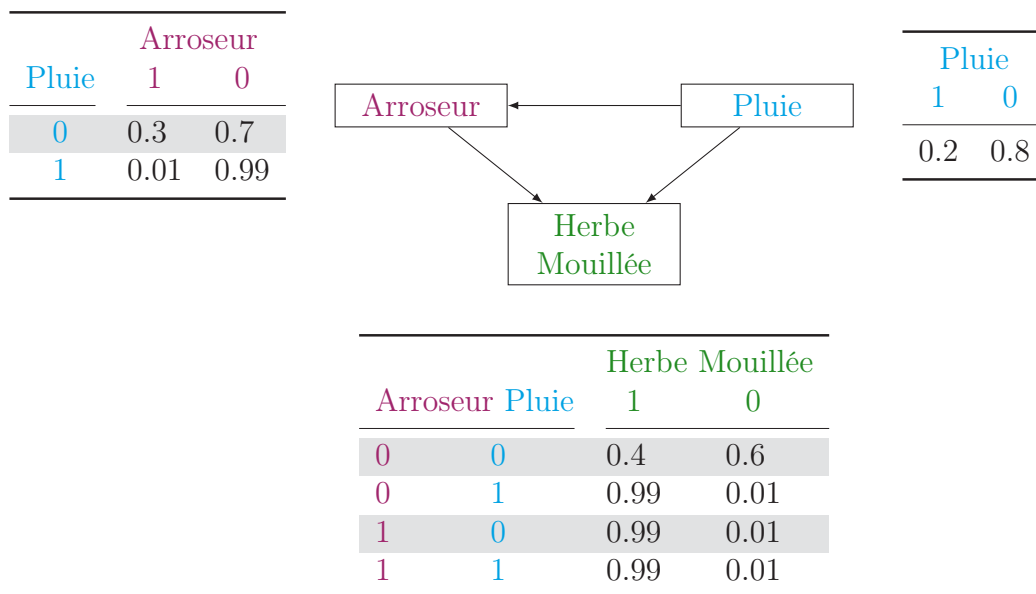 Arroseur
Pluie 1 0
0 0.3 0.7
1 0.01 0.99
Arroseur
Pluie
Herbe
Mouillée
Pluie
1 0
0.2 0.8
Herbe Mouillée
Arroseur Pluie 1 0
0 0 0.4 0.6
0 1 0.99 0.01
1 0 0.99 0.01
1 1 0.99 0.01